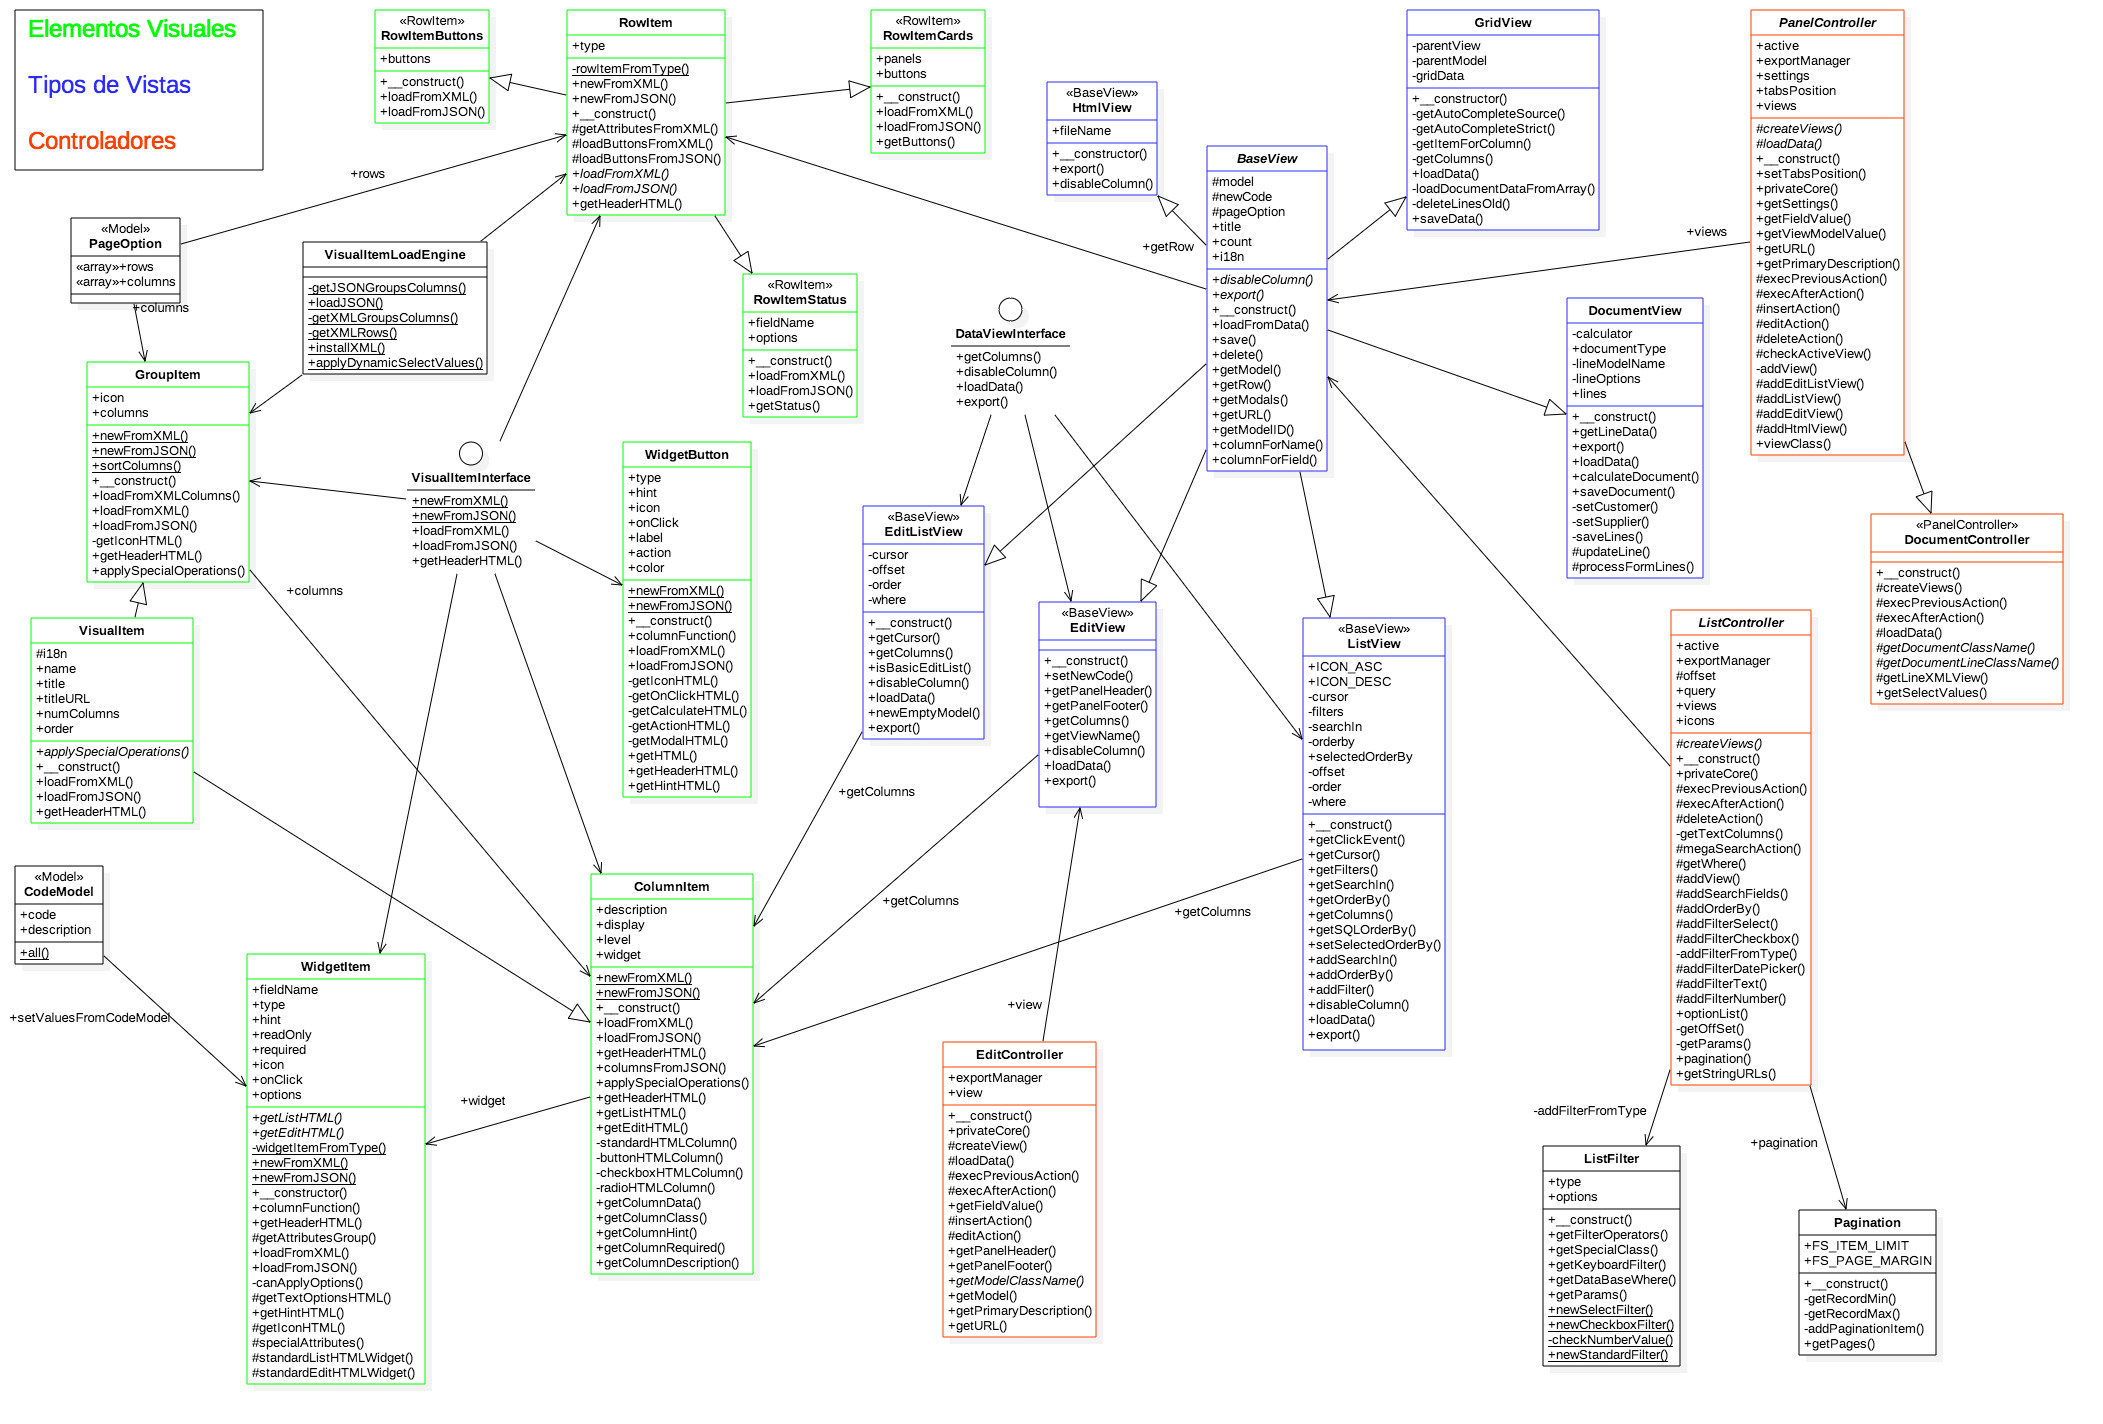 Elementos Visuales
Tipos de Vistas
Controladores
«RowItem»
RowItemButtons
+buttons
+__construct()
+loadFromXML()
+loadFromJSON()
RowItem
+type
-rowItemFromType()
+newFromXML()
+newFromJSON()
+__construct()
#getAttributesFromXML()
#loadButtonsFromXML()
#loadButtonsFromJSON()
+loadFromXML()
+loadFromJSON()
+getHeaderHTML()
«RowItem»
RowItemCards
+panels
+buttons
+__construct()
+loadFromXML()
+loadFromJSON()
+getButtons()
«BaseView»
HtmlView
+fileName
+__constructor()
+export()
+disableColumn()
BaseView
#model
#newCode
#pageOption
+title
+count
+i18n
+disableColumn()
+export()
+__construct()
+loadFromData()
+save()
+delete()
+getModel()
+getRow()
+getModals()
+getURL()
+getModelID()
+columnForName()
+columnForField()
GridView
-parentView
-parentModel
-gridData
+__constructor()
-getAutoCompleteSource()
-getAutoCompleteStrict()
-getItemForColumn()
-getColumns()
+loadData()
-loadDocumentDataFromArray()
-deleteLinesOld()
+saveData()
PanelController
+active
+exportManager
+settings
+tabsPosition
+views
#createViews()
#loadData()
+__construct()
+setTabsPosition()
+privateCore()
+getSettings()
+getFieldValue()
+getViewModelValue()
+getURL()
+getPrimaryDescription()
#execPreviousAction()
#execAfterAction()
#insertAction()
#editAction()
#deleteAction()
#checkActiveView()
-addView()
#addEditListView()
#addListView()
#addEditView()
#addHtmlView()
+viewClass()
+rows
+getRow
+views
«Model»
PageOption
«array»+rows
«array»+columns
+columns
VisualItemLoadEngine
-getJSONGroupsColumns()
+loadJSON()
-getXMLGroupsColumns()
-getXMLRows()
+installXML()
+applyDynamicSelectValues()
«RowItem»
RowItemStatus
+fieldName
+options
+__construct()
+loadFromXML()
+loadFromJSON()
+getStatus()
DataViewInterface
+getColumns()
+disableColumn()
+loadData()
+export()
DocumentView
-calculator
+documentType
-lineModelName
-lineOptions
+lines
+__construct()
+getLineData()
+export()
+loadData()
+calculateDocument()
+saveDocument()
-setCustomer()
-setSupplier()
-saveLines()
#updateLine()
#processFormLines()
GroupItem
+icon
+columns
+newFromXML()
+newFromJSON()
+sortColumns()
+__construct()
+loadFromXMLColumns()
+loadFromXML()
+loadFromJSON()
-getIconHTML()
+getHeaderHTML()
+applySpecialOperations()
VisualItemInterface
+newFromXML()
+newFromJSON()
+loadFromXML()
+loadFromJSON()
+getHeaderHTML()
WidgetButton
+type
+hint
+icon
+onClick
+label
+action
+color
+newFromXML()
+newFromJSON()
+__construct()
+columnFunction()
+loadFromXML()
+loadFromJSON()
-getIconHTML()
-getOnClickHTML()
-getCalculateHTML()
-getActionHTML()
-getModalHTML()
+getHTML()
+getHeaderHTML()
+getHintHTML()
+columns
«BaseView»
EditListView
-cursor
-offset
-order
-where
+__construct()
+getCursor()
+getColumns()
+isBasicEditList()
+disableColumn()
+loadData()
+newEmptyModel()
+export()
«BaseView»
EditView
+__construct()
+setNewCode()
+getPanelHeader()
+getPanelFooter()
+getColumns()
+getViewName()
+disableColumn()
+loadData()
+export()
«BaseView»
ListView
+ICON_ASC
+ICON_DESC
-cursor
-filters
-searchIn
-orderby
+selectedOrderBy
-offset
-order
-where
+__construct()
+getClickEvent()
+getCursor()
+getFilters()
+getSearchIn()
+getOrderBy()
+getColumns()
+getSQLOrderBy()
+setSelectedOrderBy()
+addSearchIn()
+addOrderBy()
+addFilter()
+disableColumn()
+loadData()
+export()
«PanelController»
DocumentController
+__construct()
#createViews()
#execPreviousAction()
#execAfterAction()
#loadData()
#getDocumentClassName()
#getDocumentLineClassName()
#getLineXMLView()
+getSelectValues()
ListController
+active
+exportManager
#offset
+query
+views
+icons
#createViews()
+__construct()
+privateCore()
#execPreviousAction()
#execAfterAction()
#deleteAction()
-getTextColumns()
#megaSearchAction()
#getWhere()
#addView()
#addSearchFields()
#addOrderBy()
#addFilterSelect()
#addFilterCheckbox()
-addFilterFromType()
#addFilterDatePicker()
#addFilterText()
#addFilterNumber()
+optionList()
-getOffSet()
-getParams()
+pagination()
+getStringURLs()
VisualItem
#i18n
+name
+title
+titleURL
+numColumns
+order
+applySpecialOperations()
+__construct()
+loadFromXML()
+loadFromJSON()
+getHeaderHTML()
+getColumns
+getColumns
+getColumns
«Model»
CodeModel
+code
+description
+all()
+setValuesFromCodeModel
WidgetItem
+fieldName
+type
+hint
+readOnly
+required
+icon
+onClick
+options
+getListHTML()
+getEditHTML()
-widgetItemFromType()
+newFromXML()
+newFromJSON()
+__constructor()
+columnFunction()
+getHeaderHTML()
#getAttributesGroup()
+loadFromXML()
+loadFromJSON()
-canApplyOptions()
#getTextOptionsHTML()
+getHintHTML()
#getIconHTML()
#specialAttributes()
#standardListHTMLWidget()
#standardEditHTMLWidget()
+widget
ColumnItem
+description
+display
+level
+widget
+newFromXML()
+newFromJSON()
+__construct()
+loadFromXML()
+loadFromJSON()
+getHeaderHTML()
+columnsFromJSON()
+applySpecialOperations()
+getHeaderHTML()
+getListHTML()
+getEditHTML()
-standardHTMLColumn()
-buttonHTMLColumn()
-checkboxHTMLColumn()
-radioHTMLColumn()
+getColumnData()
+getColumnClass()
+getColumnHint()
+getColumnRequired()
+getColumnDescription()
+view
EditController
+exportManager
+view
+__construct()
+privateCore()
#createView()
#loadData()
#execPreviousAction()
#execAfterAction()
+getFieldValue()
#insertAction()
#editAction()
+getPanelHeader()
+getPanelFooter()
+getModelClassName()
+getModel()
+getPrimaryDescription()
+getURL()
-addFilterFromType
+pagination
ListFilter
+type
+options
+__construct()
+getFilterOperators()
+getSpecialClass()
+getKeyboardFilter()
+getDataBaseWhere()
+getParams()
+newSelectFilter()
+newCheckboxFilter()
-checkNumberValue()
+newStandardFilter()
Pagination
+FS_ITEM_LIMIT
+FS_PAGE_MARGIN
+__construct()
-getRecordMin()
-getRecordMax()
-addPaginationItem()
+getPages()